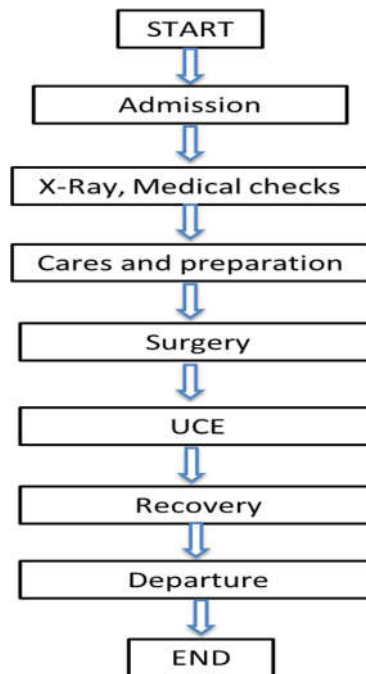 START
Admission
X-Ray, Medical checks
Cares and preparation
Surgery
UCE
Recovery
Departure
END